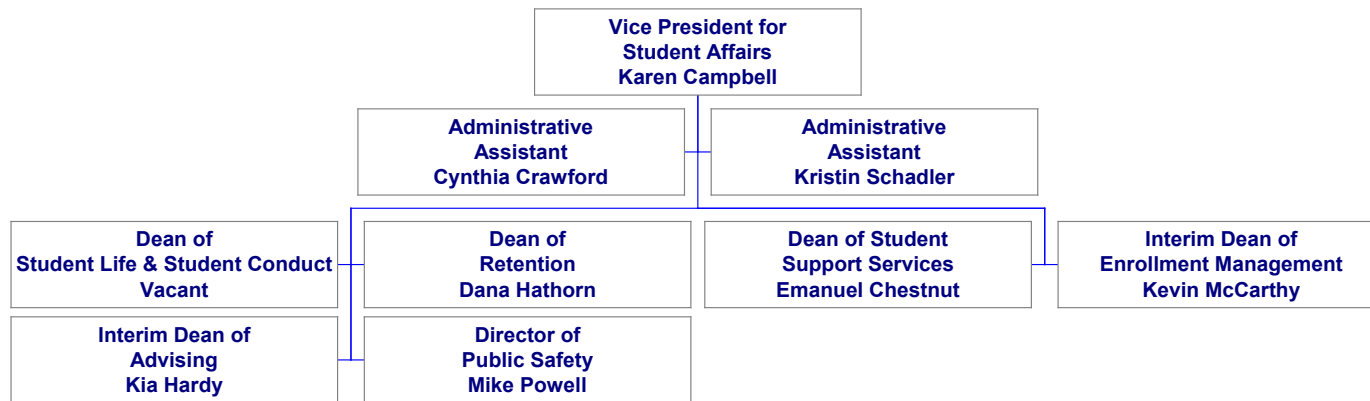 Vice President for
Student Affairs
Karen Campbell
Administrative
Assistant
Cynthia Crawford
Administrative
Assistant
Kristin Schadler
Dean of
Student Life & Student Conduct
Vacant
Dean of
Retention
Dana Hathorn
Dean of Student
Support Services
Emanuel Chestnut
Interim Dean of
Enrollment Management
Kevin McCarthy
Interim Dean of
Advising
Kia Hardy
Director of
Public Safety
Mike Powell